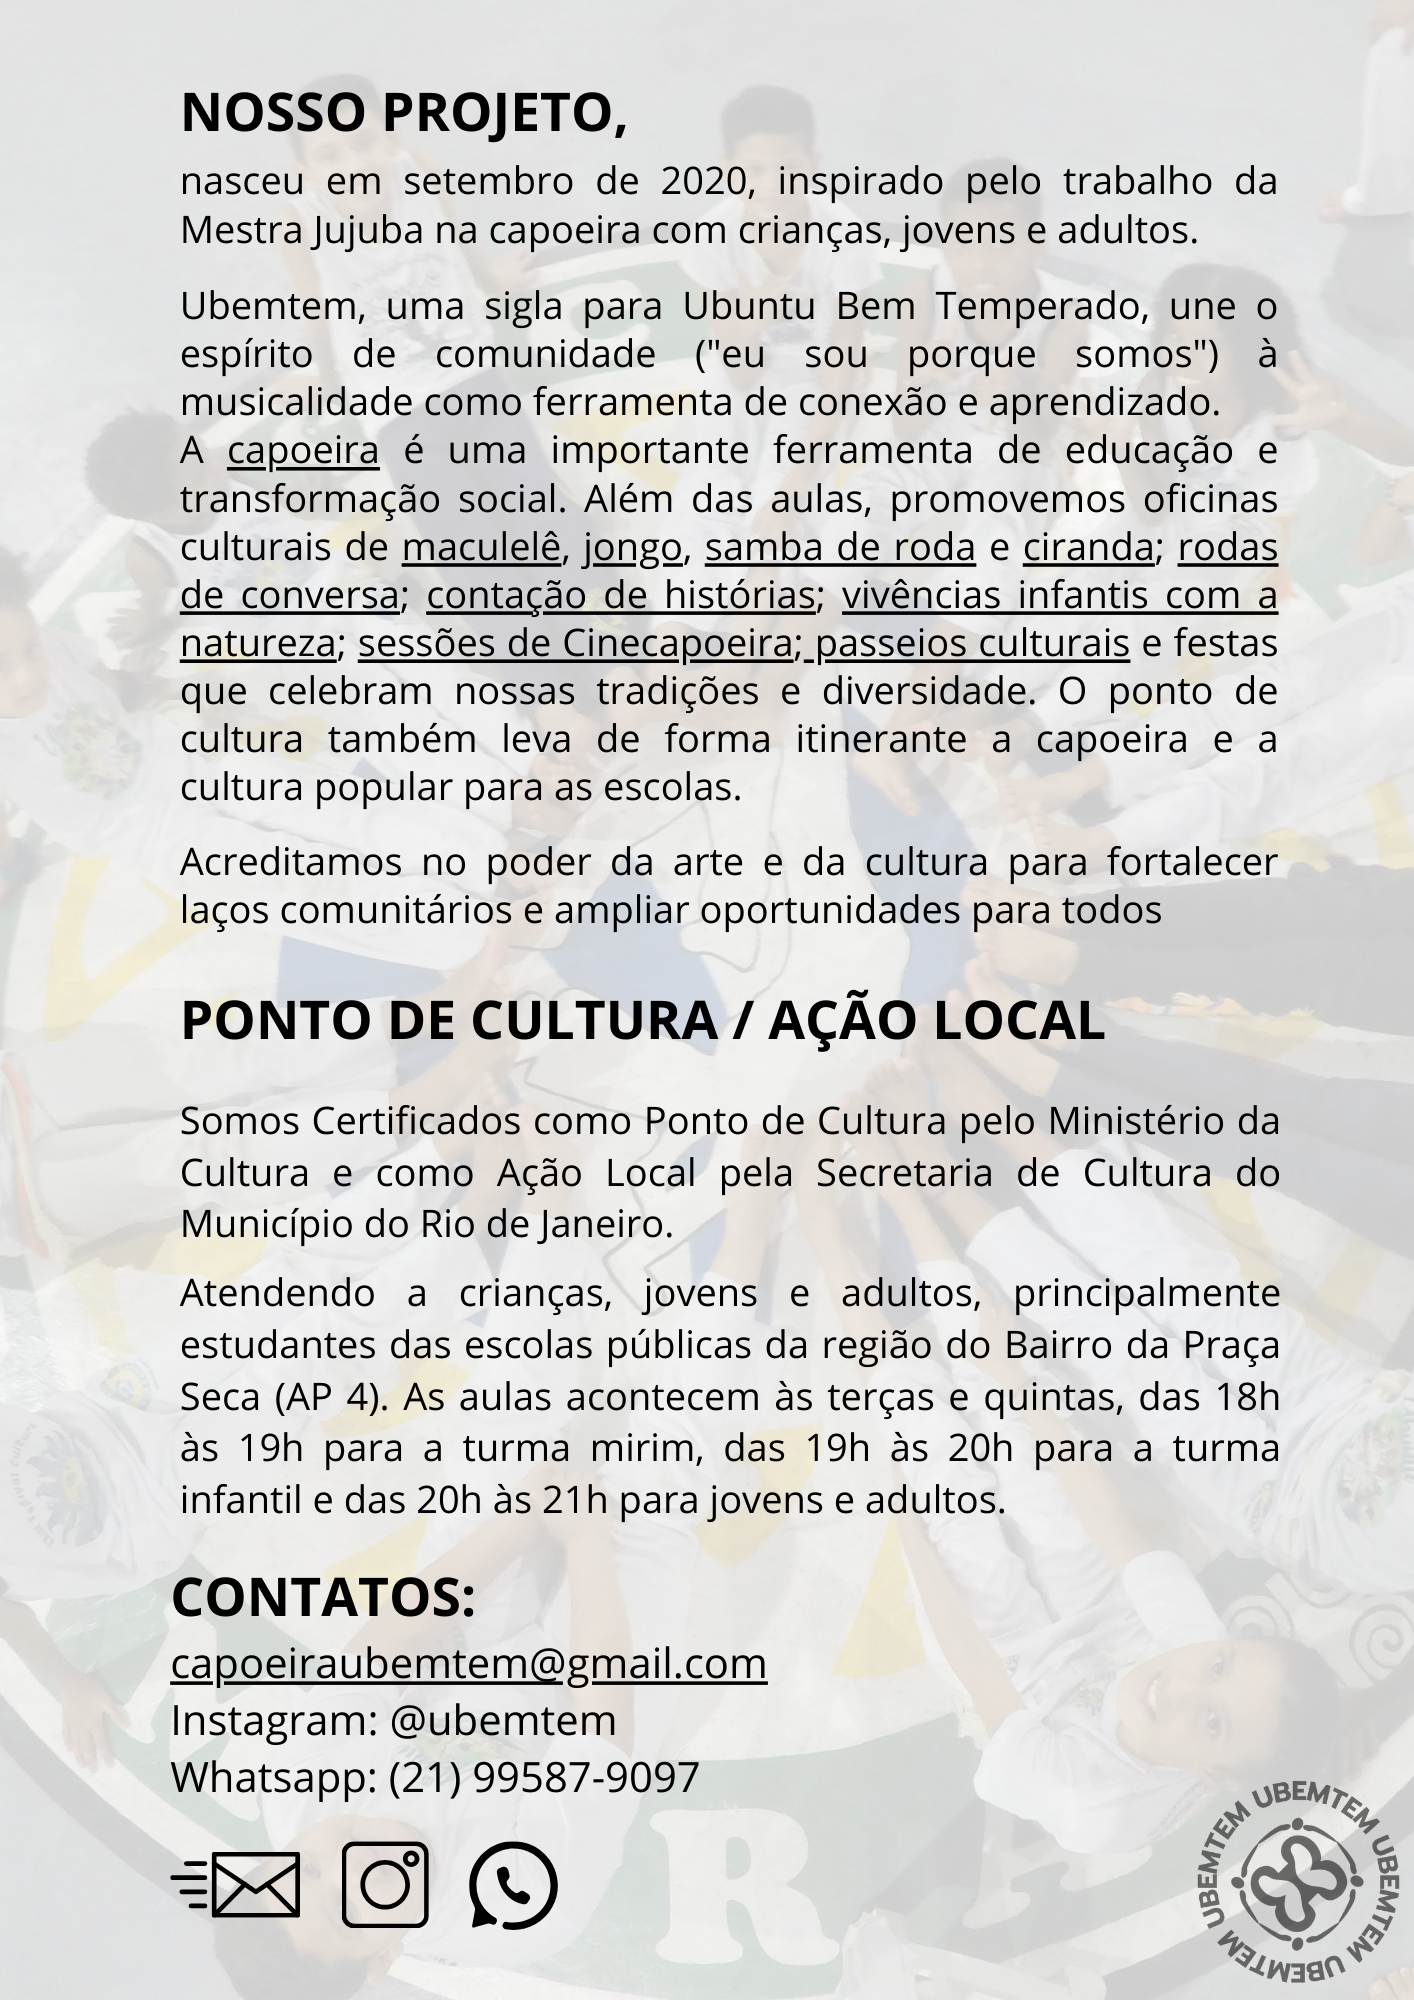 NOSSO PROJETO,
nasceu em setembro de 2020, inspirado pelo trabalho da
Mestra Jujuba na capoeira com crianças, jovens e adultos.
Ubemtem, uma sigla para Ubuntu Bem Temperado, une o
espírito de comunidade ("eu sou porque somos") à
musicalidade como ferramenta de conexão e aprendizado.
A capoeira é uma importante ferramenta de educação e
transformação social. Além das aulas, promovemos oficinas
culturais de maculelê, jongo, samba de roda e ciranda; rodas
de conversa; contação de histórias; vivências infantis com a
natureza; sessões de Cinecapoeira; passeios culturais e festas
que celebram nossas tradições e diversidade. O ponto de
cultura também leva de forma itinerante a capoeira e a
cultura popular para as escolas.
Acreditamos no poder da arte e da cultura para fortalecer
laços comunitários e ampliar oportunidades para todos
PONTO DE CULTURA / AÇÃO LOCAL
Somos Certificados como Ponto de Cultura pelo Ministério da
Cultura e como Ação Local pela Secretaria de Cultura do
Município do Rio de Janeiro.
Atendendo a crianças, jovens e adultos, principalmente
estudantes das escolas públicas da região do Bairro da Praça
Seca (AP 4). As aulas acontecem às terças e quintas, das 18h
às 19h para a turma mirim, das 19h às 20h para a turma
infantil e das 20h às 21h para jovens e adultos.
CONTATOS:
capoeiraubemtem@gmail.com
Instagram: @ubemtem
Whatsapp: (21) 99587-9097
R
UBEMTEM UBEMTEM UBEMTEM UBEMTEM UBEMTEM